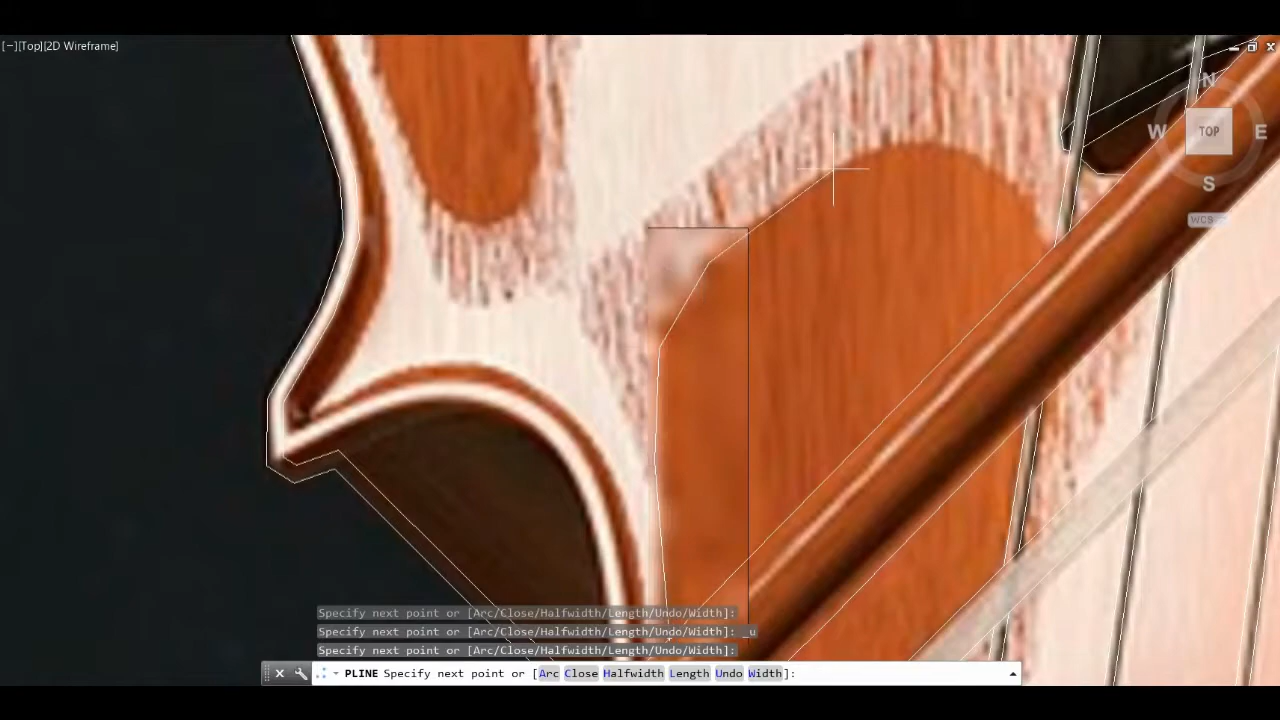 [−][Top][2D Wireframe]
N
W TOP E
S
WCS
Specify next point or [Arc/Close/Halfwidth/Length/Undo/Width]:
Specify next point or [Arc/Close/Halfwidth/Length/Undo/Width]: _u
Specify next point or [Arc/Close/Halfwidth/Length/Undo/Width]:
PLINE Specify next point or [Arc Close Halfwidth Length Undo Width]: